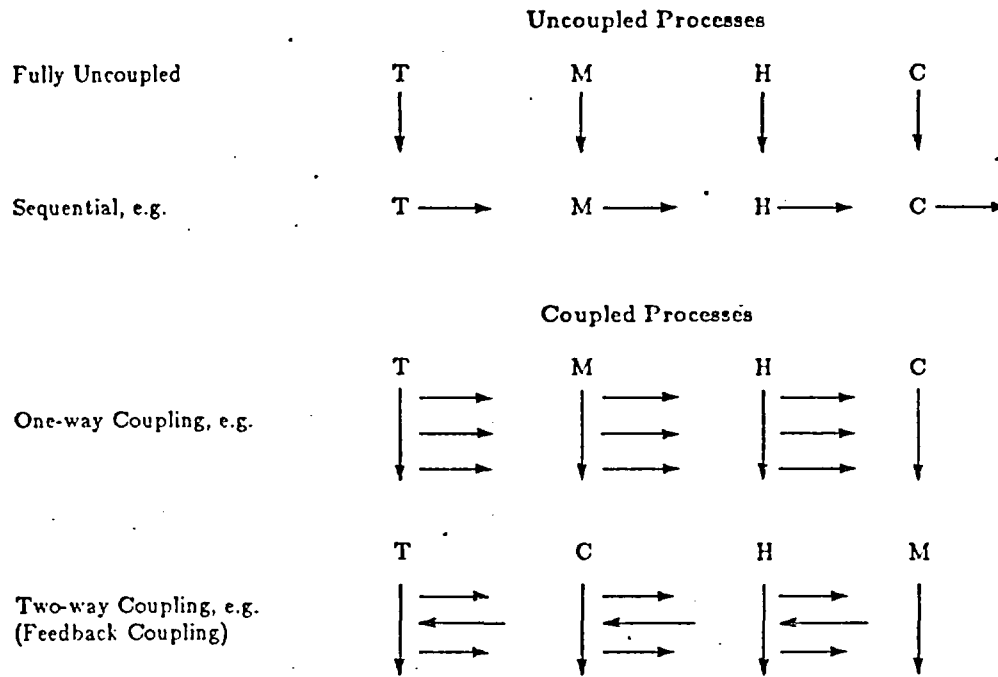 Uncoupled Processes
Fully Uncoupled T M H C
Sequential, e.g. T M H C
Coupled Processes
T M H C
One-way Coupling, e.g.
T C H M
Two-way Coupling, e.g.
(Feedback Coupling)